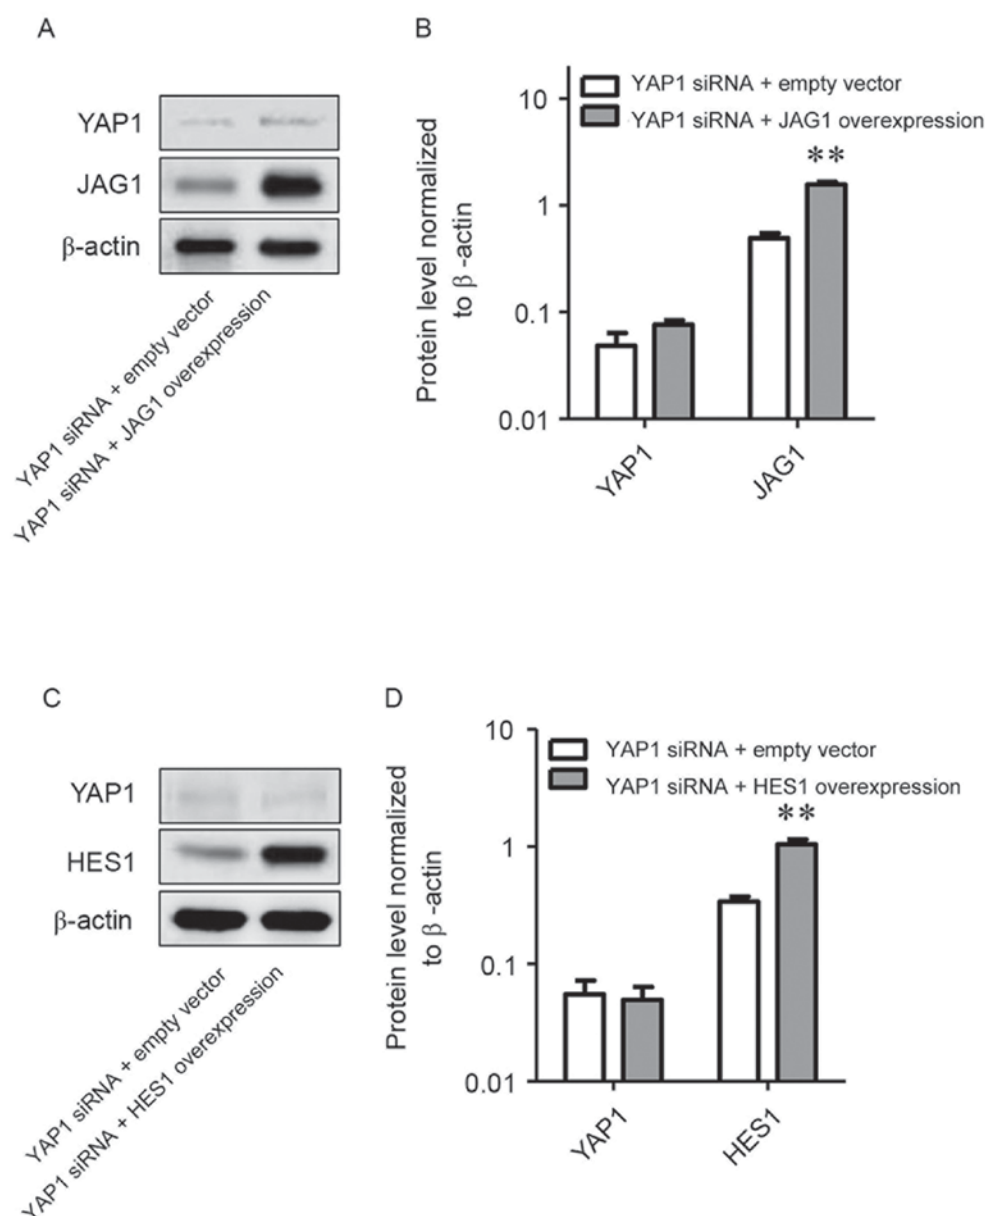 A
YAP1
JAG1
β-actin
YAP1 siRNA + empty vector
YAP1 siRNA + JAG1 overexpression
B
Protein level normalized
to β -actin
10
1
0.1
0.01
YAP1 siRNA + empty vector
YAP1 siRNA + JAG1 overexpression
**
YAP1
JAG1
C
YAP1
HES1
β-actin
YAP1 siRNA + empty vector
YAP1 siRNA + HES1 overexpression
D
Protein level normalized
to β -actin
10
1
0.1
0.01
YAP1 siRNA + empty vector
YAP1 siRNA + HES1 overexpression
**
YAP1
HES1